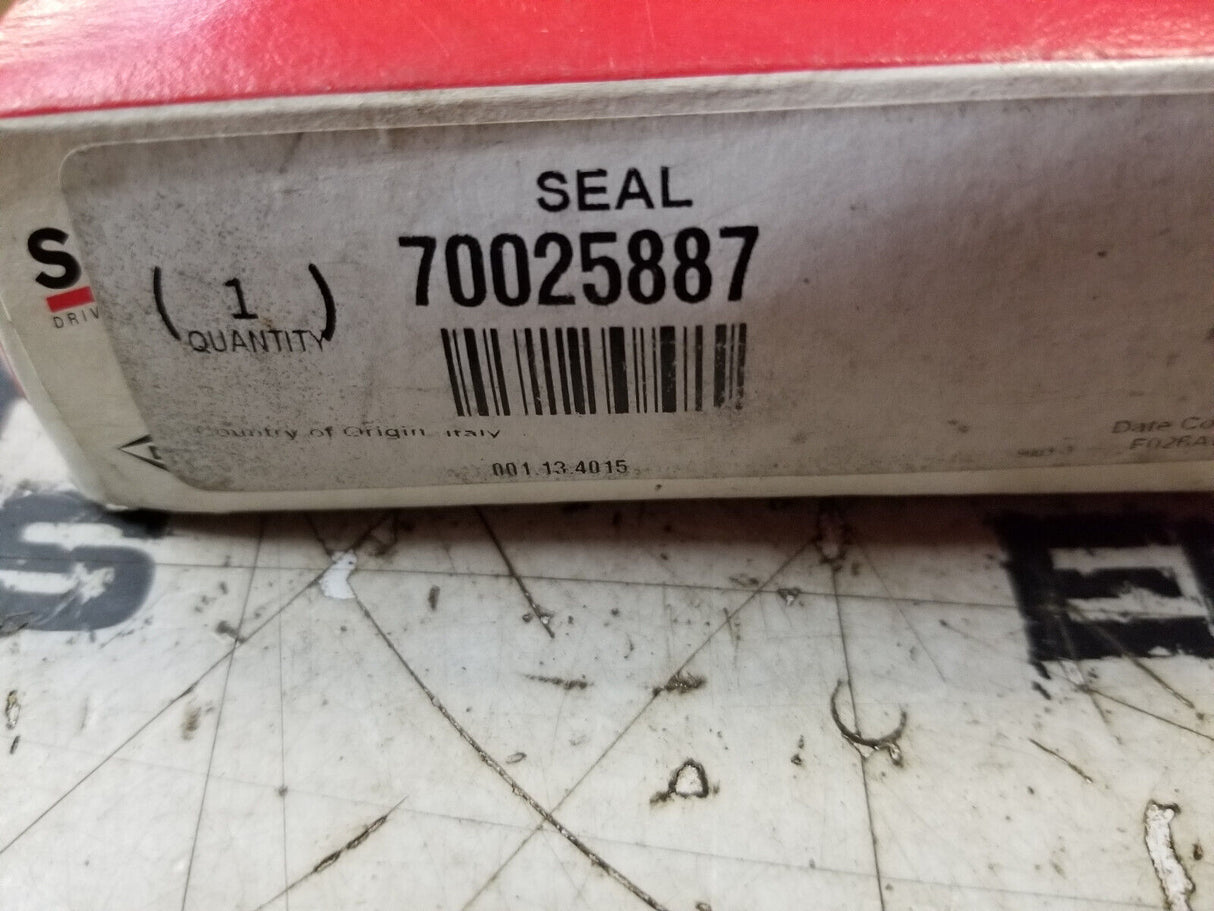 SEAL
70025887
( 1 )
QUANTITY
Country of Origin Italy
001.13.4015
S
DRIV
Date Co
S
E